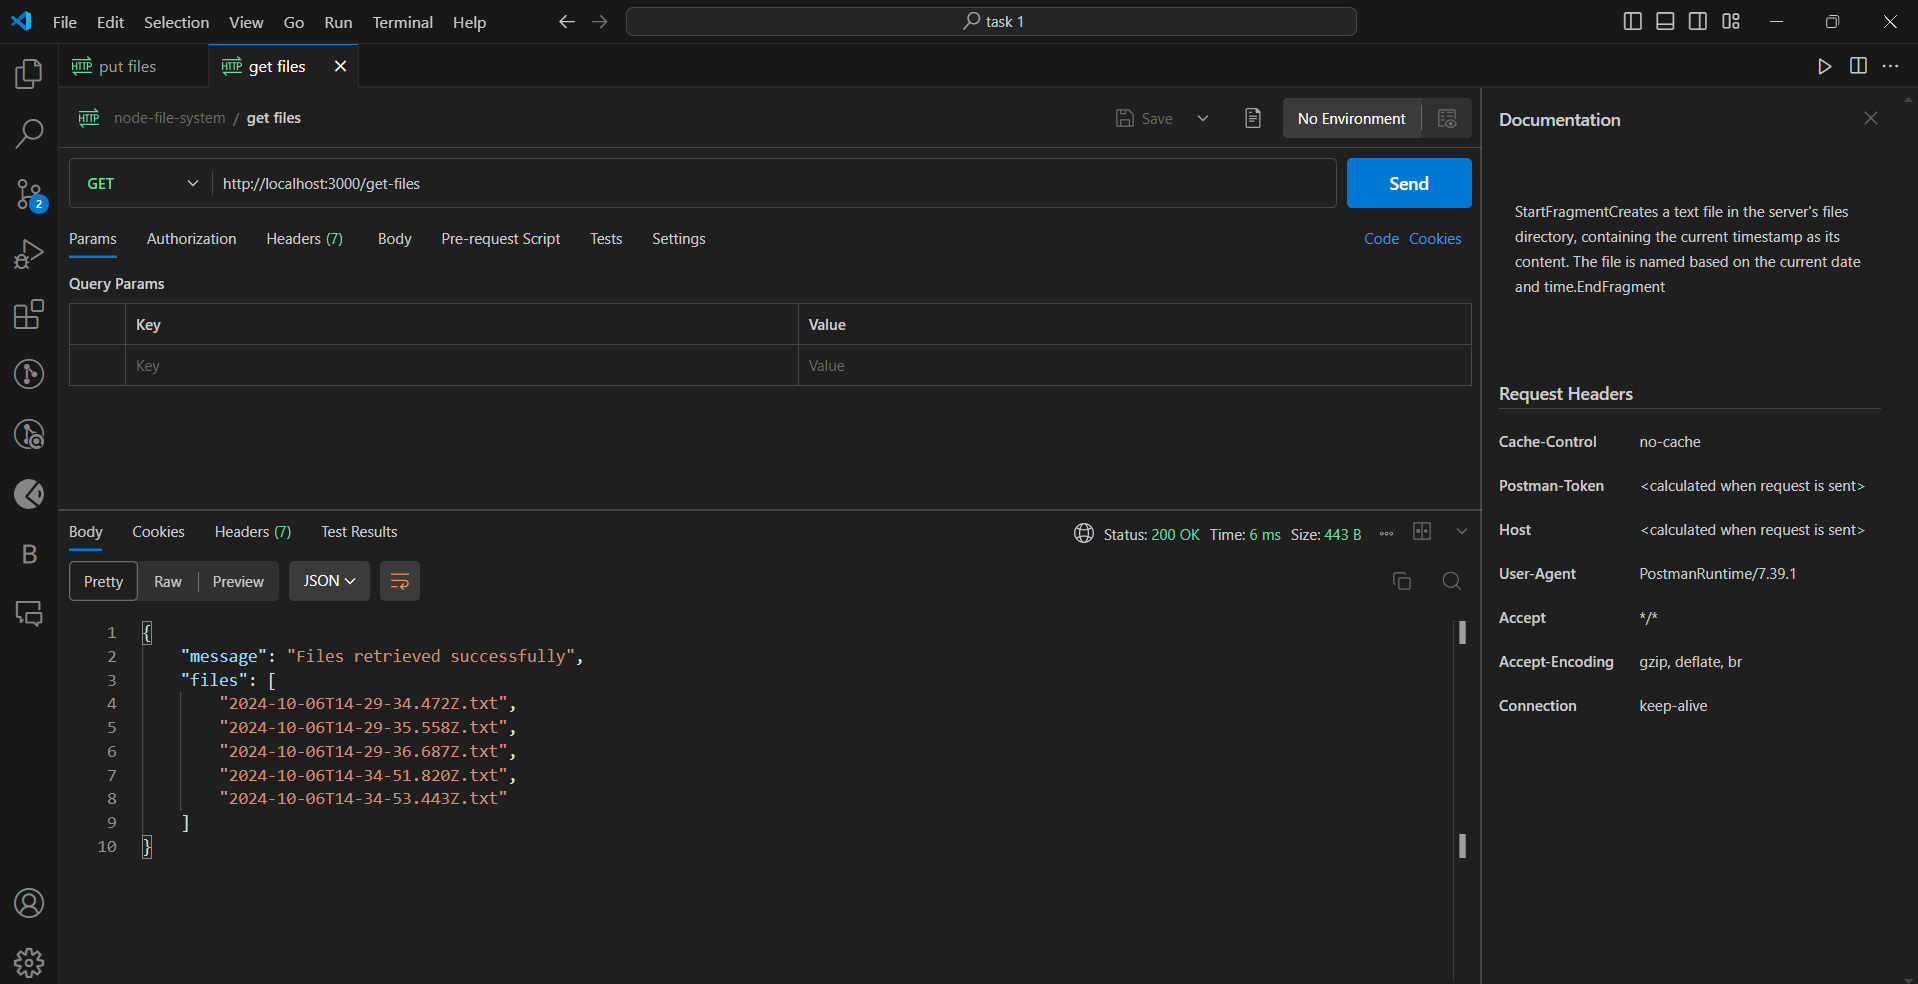 File Edit Selection View Go Run Terminal Help
task 1
HTTP put files
HTTP get files
HTTP node-file-system / get files
Save
No Environment
GET http://localhost:3000/get-files
Send
Params Authorization Headers (7) Body Pre-request Script Tests Settings
Code Cookies
Query Params
Key Value
Key Value
2
B
Body Cookies Headers (7) Test Results
Status: 200 OK Time: 6 ms Size: 443 B
Pretty Raw Preview JSON
1 {
2 "message": "Files retrieved successfully",
3 "files": [
4 "2024-10-06T14-29-34.472Z.txt",
5 "2024-10-06T14-29-35.558Z.txt",
6 "2024-10-06T14-29-36.687Z.txt",
7 "2024-10-06T14-34-51.820Z.txt",
8 "2024-10-06T14-34-53.443Z.txt"
9 ]
10 }
Documentation
StartFragmentCreates a text file in the server's files
directory, containing the current timestamp as its
content. The file is named based on the current date
and time.EndFragment
Request Headers
Cache-Control no-cache
Postman-Token <calculated when request is sent>
Host <calculated when request is sent>
User-Agent PostmanRuntime/7.39.1
Accept */*
Accept-Encoding gzip, deflate, br
Connection keep-alive